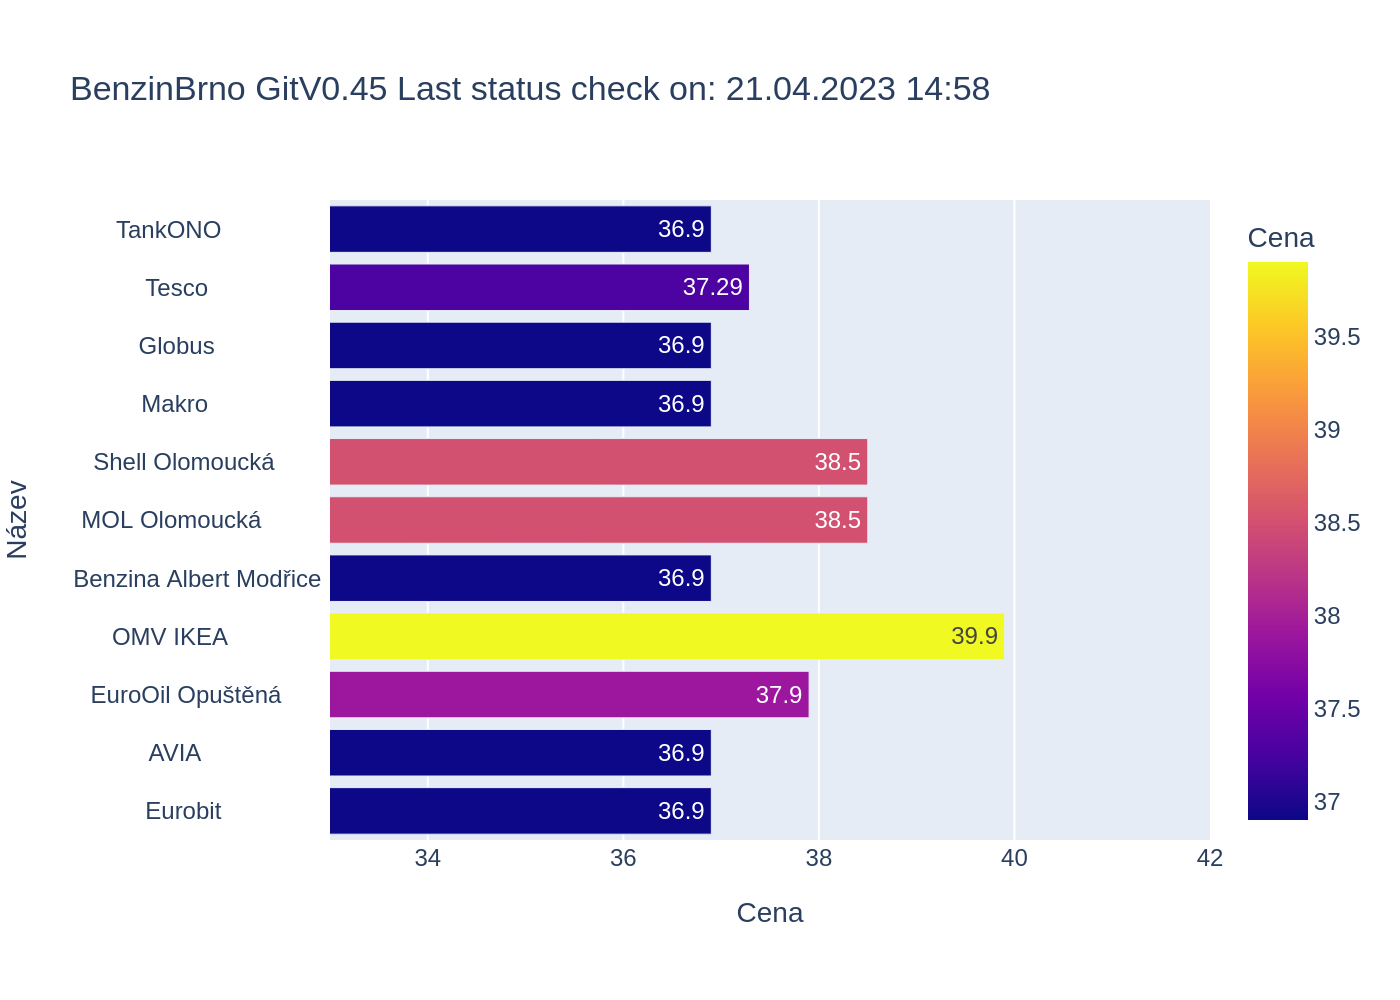 BenzinBrno GitV0.45 Last status check on: 21.04.2023 14:58
TankONO 36.9
Tesco 37.29
Globus 36.9
Makro 36.9
Shell Olomoucká 38.5
MOL Olomoucká 38.5
Benzina Albert Modřice 36.9
OMV IKEA 39.9
EuroOil Opuštěná 37.9
AVIA 36.9
Eurobit 36.9
Název
34 36 38 40 42
Cena
Cena
39.5
39
38.5
38
37.5
37